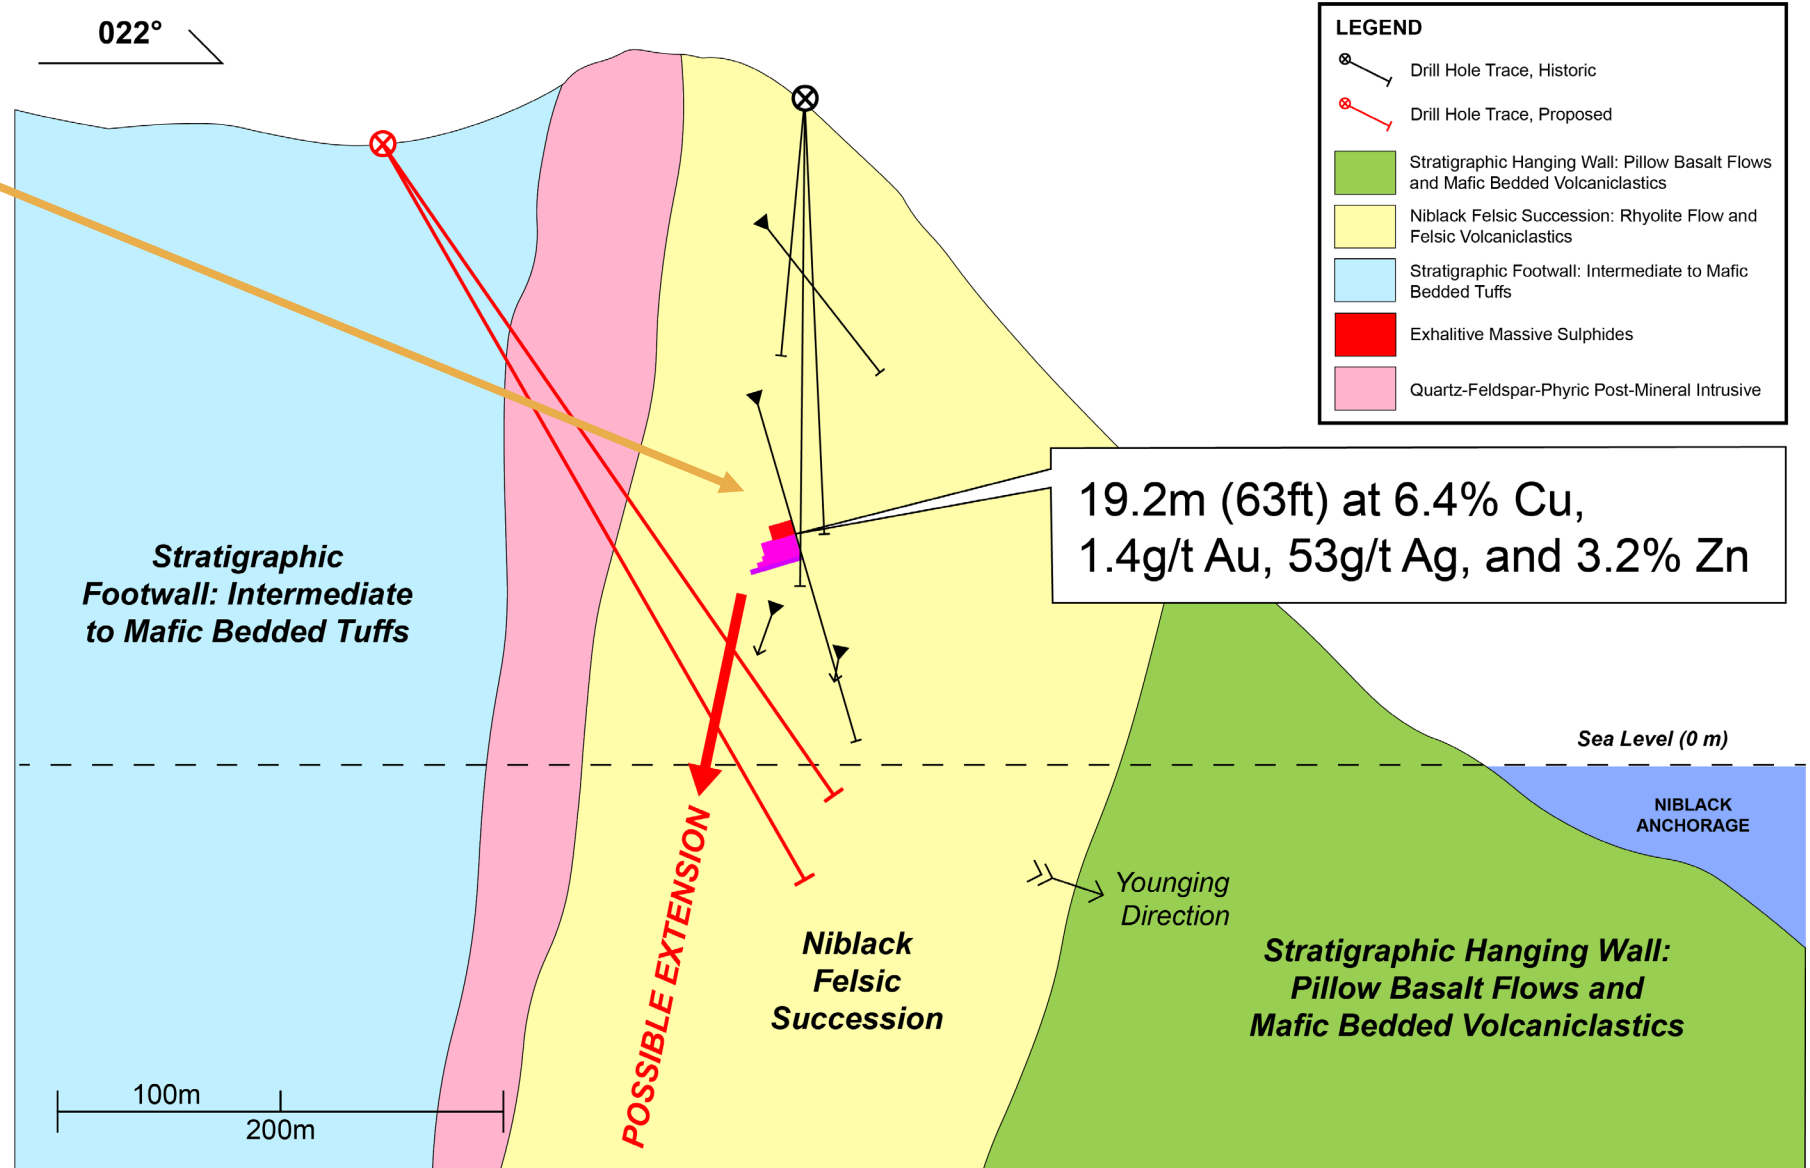 022°
LEGEND
Drill Hole Trace, Historic
Drill Hole Trace, Proposed
Stratigraphic Hanging Wall: Pillow Basalt Flows
and Mafic Bedded Volcaniclastics
Niblack Felsic Succession: Rhyolite Flow and
Felsic Volcaniclastics
Stratigraphic Footwall: Intermediate to Mafic
Bedded Tuffs
Exhalitive Massive Sulphides
Quartz-Feldspar-Phyric Post-Mineral Intrusive
19.2m (63ft) at 6.4% Cu,
1.4g/t Au, 53g/t Ag, and 3.2% Zn
Stratigraphic
Footwall: Intermediate
to Mafic Bedded Tuffs
Sea Level (0 m)
NIBLACK
ANCHORAGE
POSSIBLE EXTENSION
Younging
Direction
Niblack
Felsic
Succession
Stratigraphic Hanging Wall:
Pillow Basalt Flows and
Mafic Bedded Volcaniclastics
100m
200m